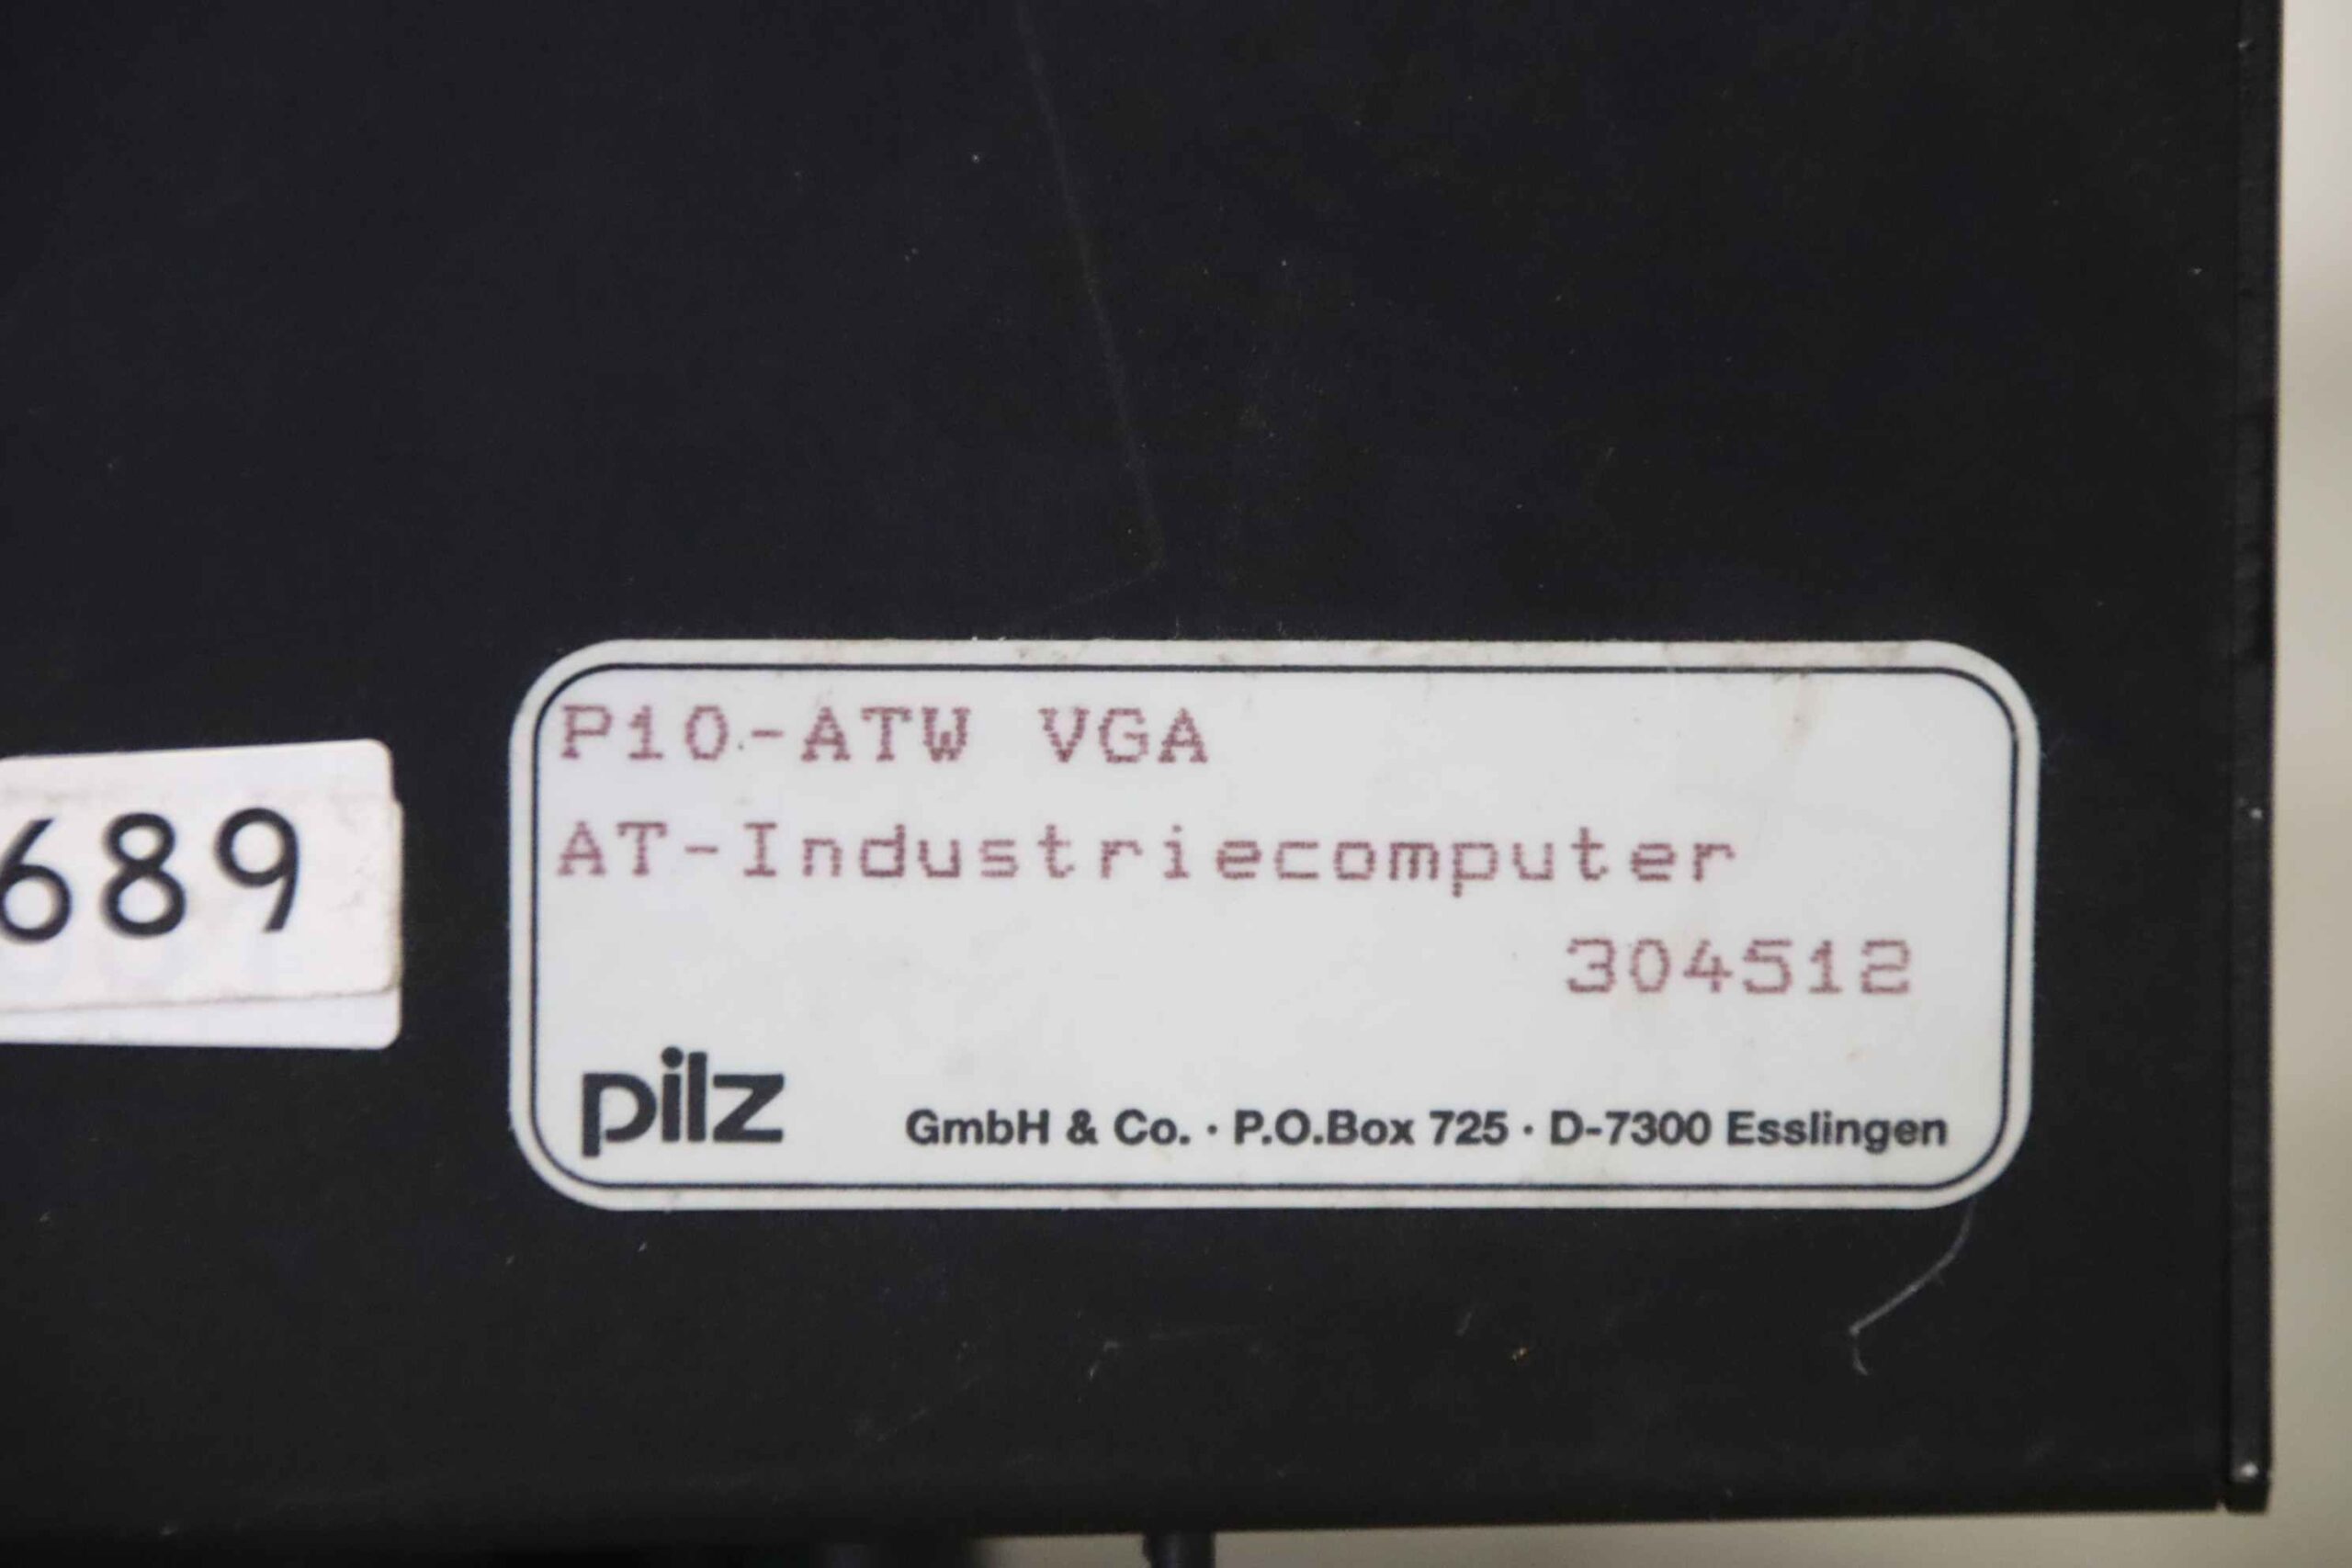 P10-ATW VGA
AT-Industriecomputer
304512
689
pilz
GmbH & Co. · P.O.Box 725 · D-7300 Esslingen